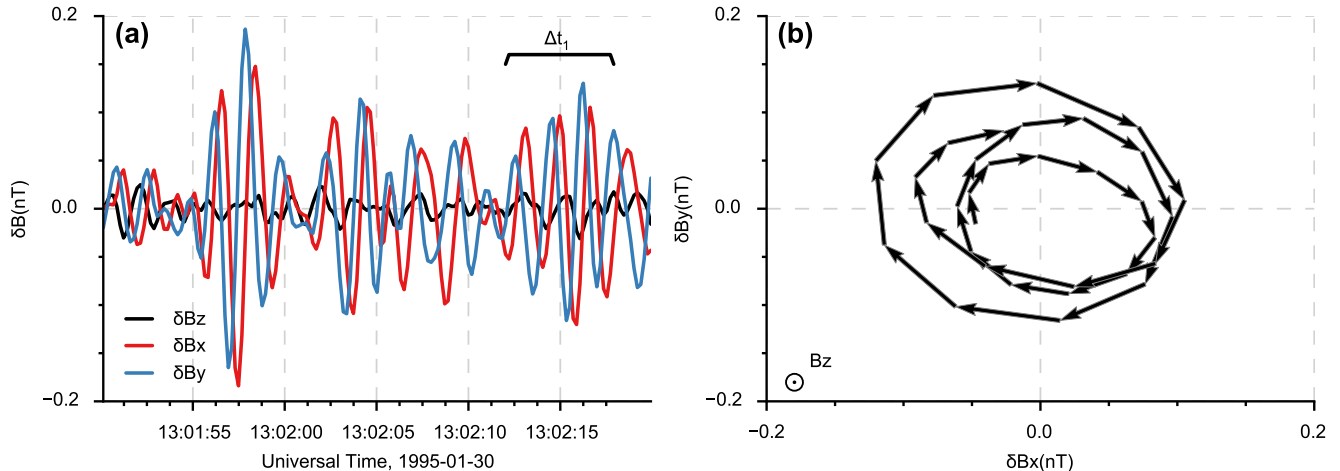 (a)
Δt1
0.2
0.0
−0.2
δB(nT)
δBz
δBx
δBy
13:01:55 13:02:00 13:02:05 13:02:10 13:02:15
Universal Time, 1995-01-30
(b)
0.2
0.0
−0.2
δBy(nT)
Bz
−0.2 0.0 0.2
δBx(nT)